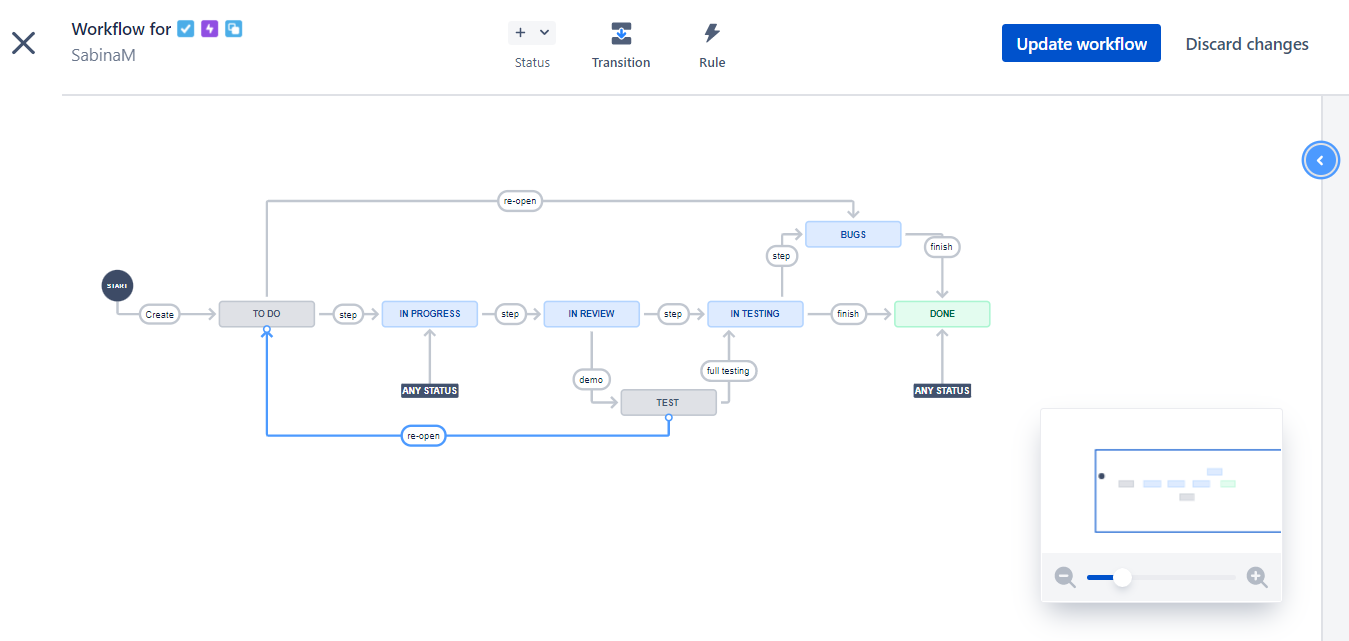 Workflow for
SabinaM
Status
Transition
Rule
Update workflow
Discard changes
re-open
BUGS
step
finish
START
Create
TO DO
step
IN PROGRESS
step
IN REVIEW
step
IN TESTING
finish
DONE
demo
full testing
ANY STATUS
ANY STATUS
TEST
re-open